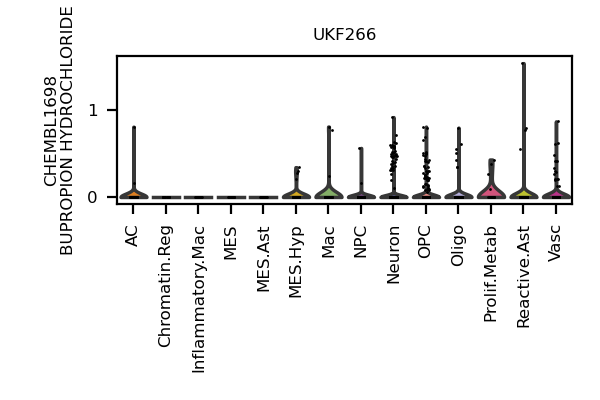 UKF266
CHEMBL1698
BUPROPION HYDROCHLORIDE
1
0
AC
Chromatin.Reg
Inflammatory.Mac
MES
MES.Ast
MES.Hyp
Mac
NPC
Neuron
OPC
Oligo
Prolif.Metab
Reactive.Ast
Vasc